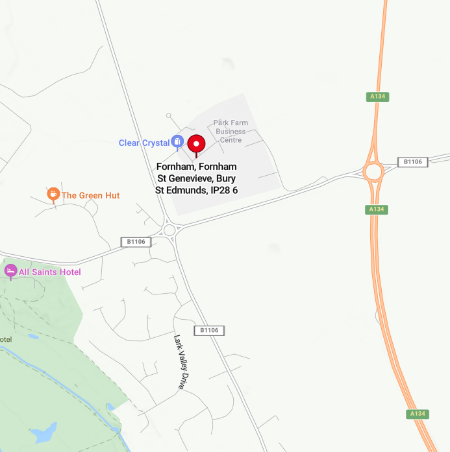 A134
Park Farm
Business
Centre
Clear Crystal
B1106
Fornham, Fornham
St Genevieve, Bury
St Edmunds, IP28 6
The Green Hut
A134
B1106
All Saints Hotel
B1106
otel
Lark Valley Drive
A134